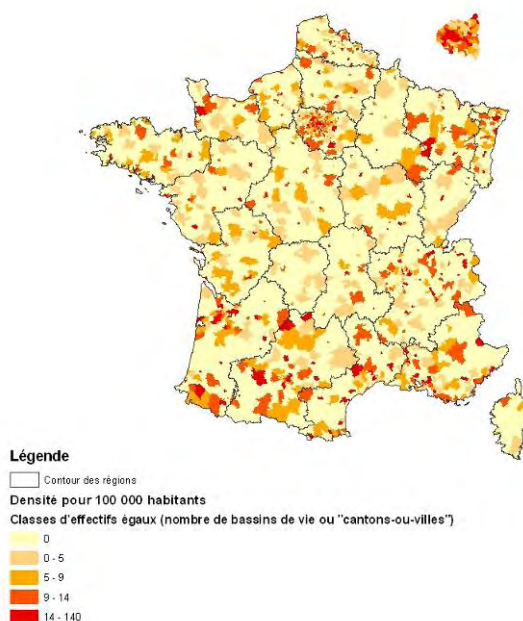 Légende
Contour des régions
Densité pour 100 000 habitants
Classes d'effectifs égaux (nombre de bassins de vie ou "cantons-ou-villes")
0
0 - 5
5 - 9
9 - 14
14 - 140